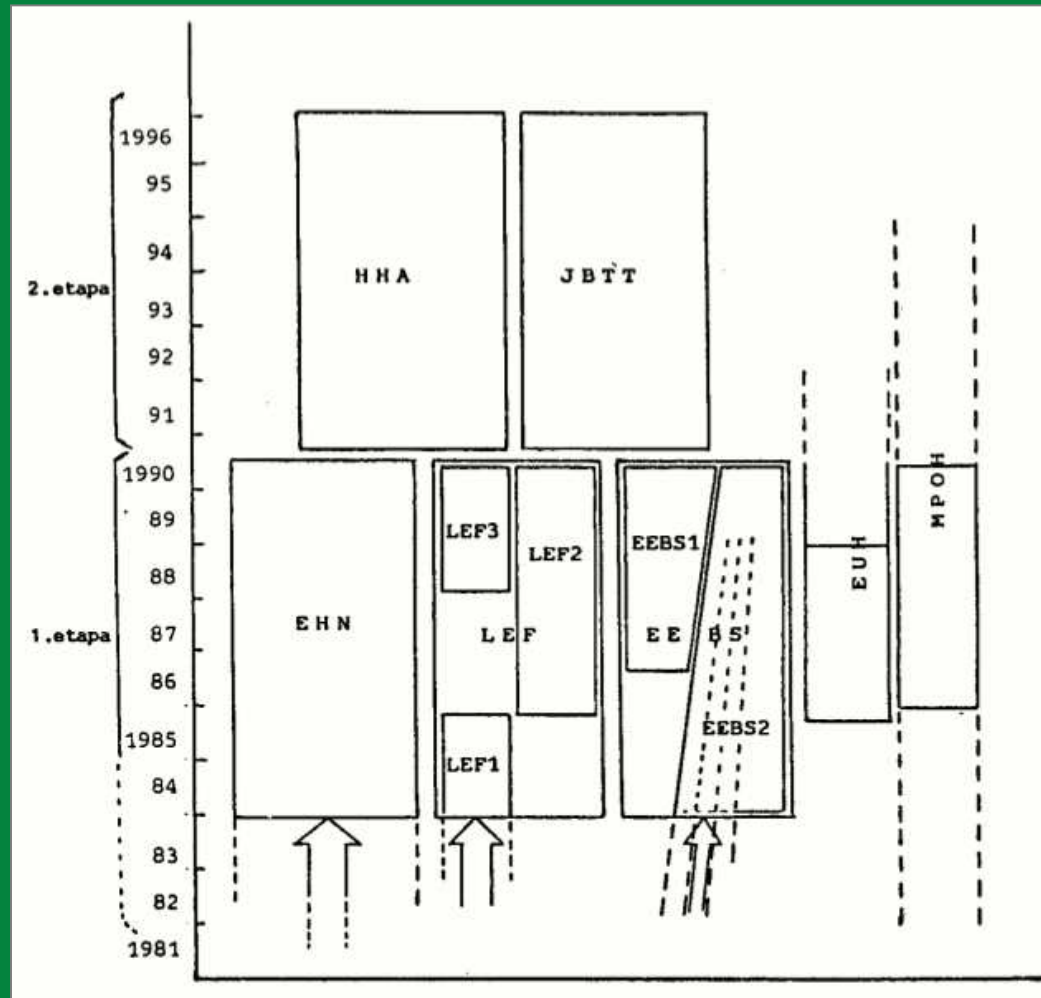 1996
95
94
93
92
91
1990
89
88
87
86
1985
84
83
82
1981
2.etapa
1.etapa
HHA
JBTT
EHN
LEF3
LEF2
LEF
LEF1
EEBS1
EE BS
EEBS2
EUH
MPOH